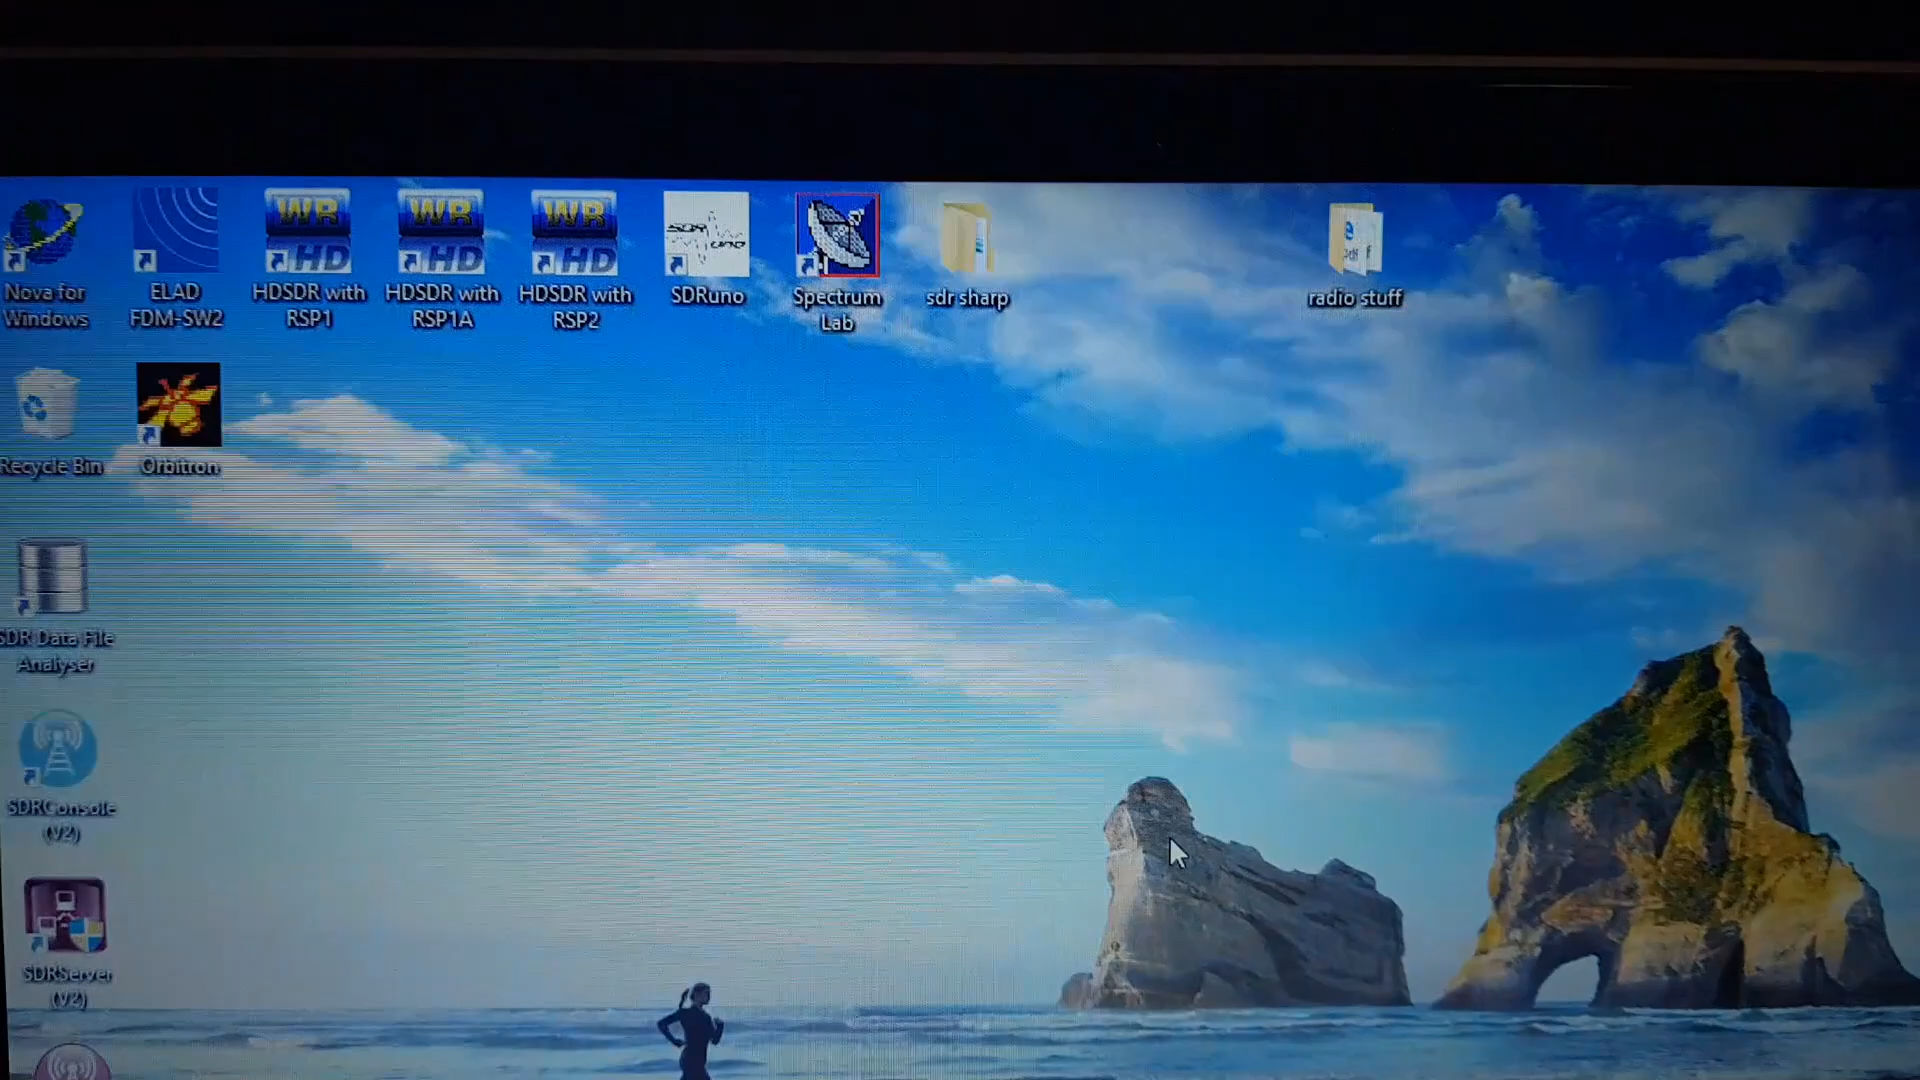 Nova for
Windows
ELAD
FDM-SW2
WR
HD
HDSDR with
RSP1
WR
HD
HDSDR with
RSP1A
WR
HD
HDSDR with
RSP2
SDR
uno
SDRuno
Spectrum
Lab
sdr sharp
radio stuff
Recycle Bin
Orbitron
SDR Data File
Analyser
SDRConsole
(V2)
SDRServer
(V2)